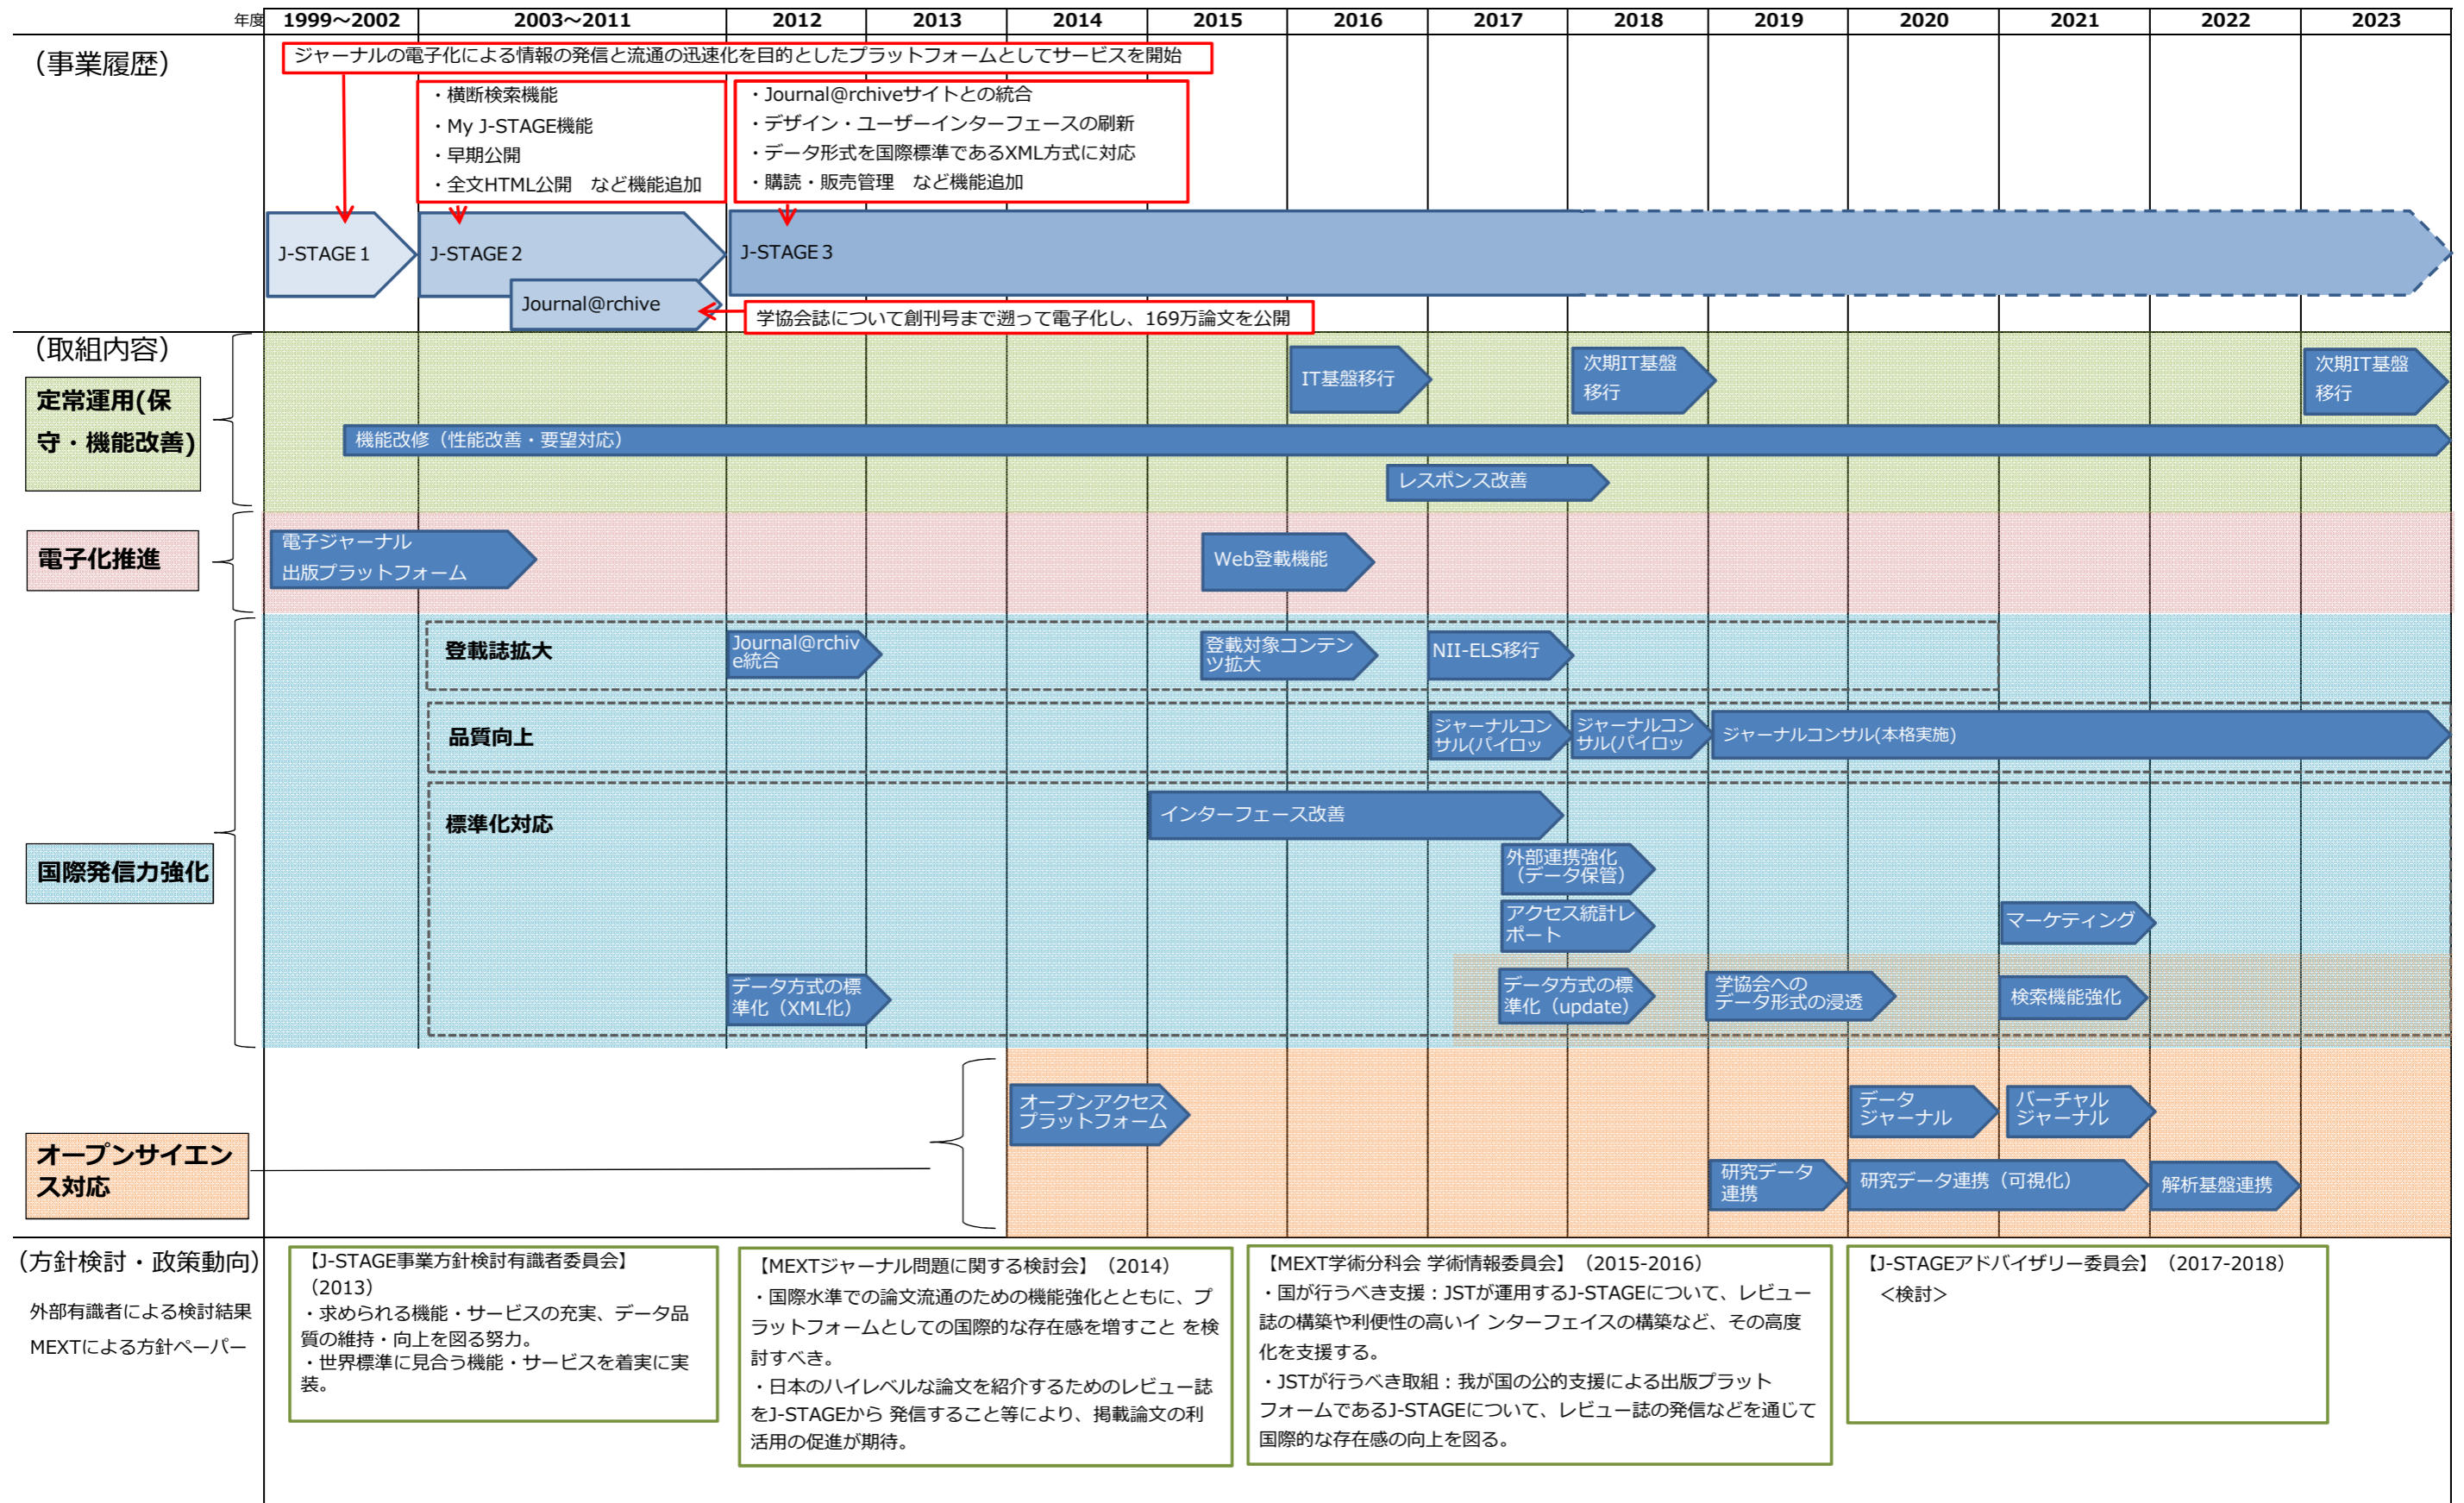 年度 1999～2002 2003～2011 2012 2013 2014 2015 2016 2017 2018 2019 2020 2021 2022 2023
（事業履歴）
ジャーナルの電子化による情報の発信と流通の迅速化を目的としたプラットフォームとしてサービスを開始
・横断検索機能
・My J-STAGE機能
・早期公開
・全文HTML公開　など機能追加
・Journal@rchiveサイトとの統合
・デザイン・ユーザーインターフェースの刷新
・データ形式を国際標準であるXML方式に対応
・購読・販売管理　など機能追加
J-STAGE１
J-STAGE２
J-STAGE３
Journal@rchive
学協会誌について創刊号まで遡って電子化し、169万論文を公開
（取組内容）
定常運用(保
守・機能改善)
IT基盤移行
次期IT基盤
移行
次期IT基盤
移行
機能改修（性能改善・要望対応）
レスポンス改善
電子化推進
電子ジャーナル
出版プラットフォーム
Web登載機能
国際発信力強化
登載誌拡大
Journal@rchiv
e統合
登載対象コンテン
ツ拡大
NII-ELS移行
品質向上
ジャーナルコン
サル(パイロッ
ジャーナルコン
サル(パイロッ
ジャーナルコンサル(本格実施)
標準化対応
インターフェース改善
外部連携強化
（データ保管）
アクセス統計レ
ポート
マーケティング
データ方式の標
準化（XML化）
データ方式の標
準化（update）
学協会への
データ形式の浸透
検索機能強化
オープンサイエン
ス対応
オープンアクセス
プラットフォーム
データ
ジャーナル
バーチャル
ジャーナル
研究データ
連携
研究データ連携（可視化）
解析基盤連携
（方針検討・政策動向）
外部有識者による検討結果
MEXTによる方針ペーパー
【J-STAGE事業方針検討有識者委員会】
（2013）
・求められる機能・サービスの充実、データ品
質の維持・向上を図る努力。
・世界標準に見合う機能・サービスを着実に実
装。
【MEXTジャーナル問題に関する検討会】（2014）
・国際水準での論文流通のための機能強化とともに、プ
ラットフォームとしての国際的な存在感を増すこと を検
討すべき。
・日本のハイレベルな論文を紹介するためのレビュー誌
をJ-STAGEから 発信すること等により、掲載論文の利
活用の促進が期待。
【MEXT学術分科会 学術情報委員会】（2015-2016）
・国が行うべき支援：JSTが運用するJ-STAGEについて、レビュー
誌の構築や利便性の高いイ ンターフェイスの構築など、その高度
化を支援する。
・JSTが行うべき取組：我が国の公的支援による出版プラット
フォームであるJ-STAGEについて、レビュー誌の発信などを通じて
国際的な存在感の向上を図る。
【J-STAGEアドバイザリー委員会】（2017-2018）
＜検討＞